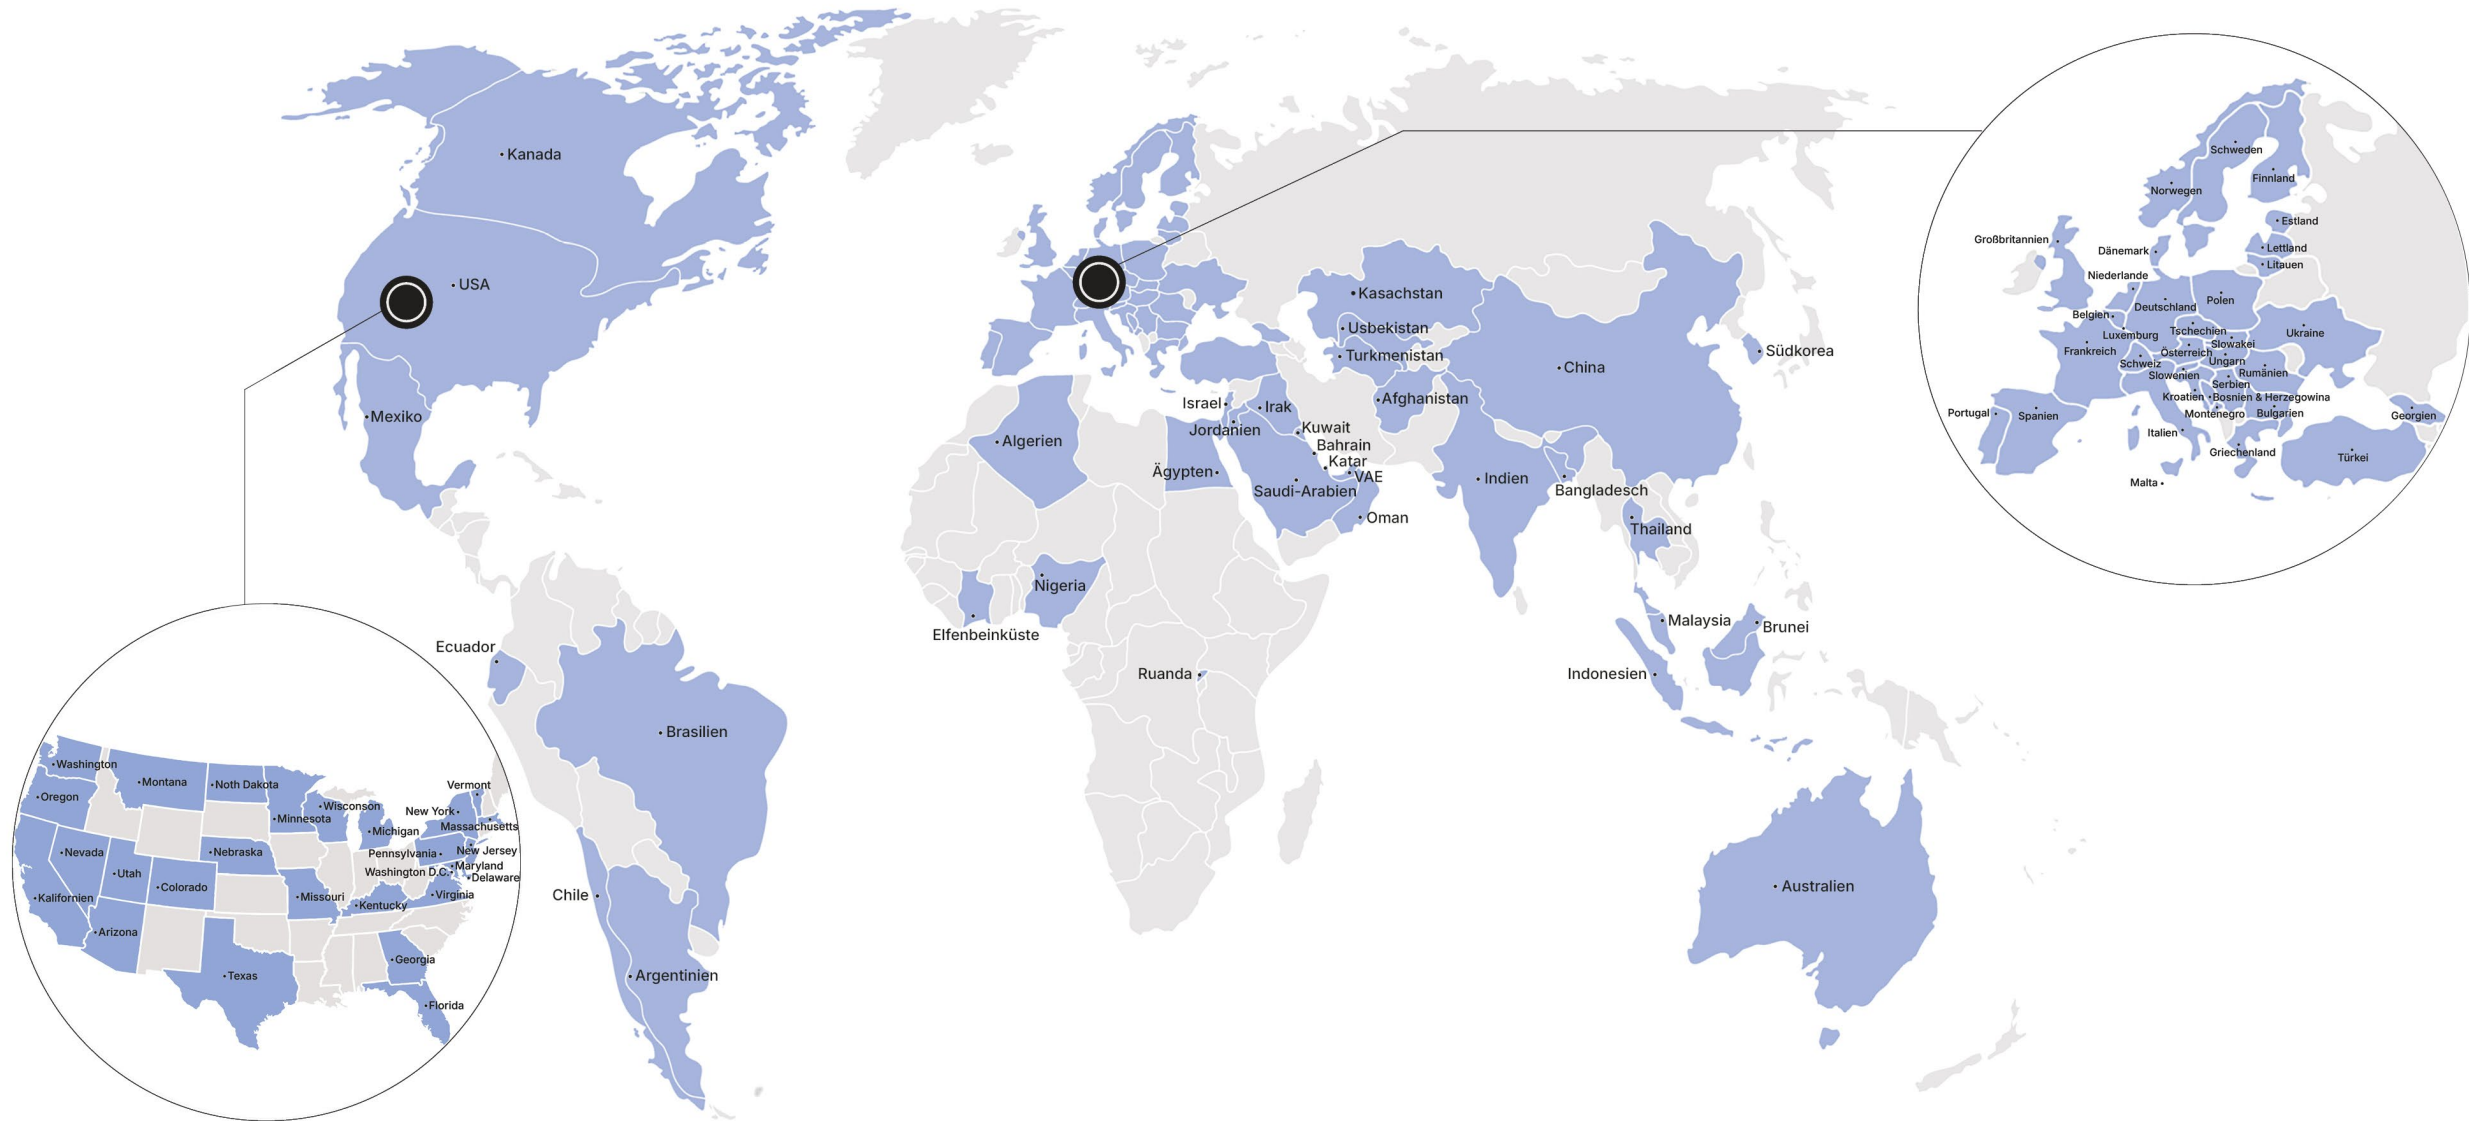 Kanada
USA
Mexiko
Ecuador
Brasilien
Chile
Argentinien
Washington
Montana
Noth Dakota
Vermont
Oregon
Wisconson
New York
Minnesota
Massachusetts
Michigan
Nevada
Nebraska
Pennsylvania
New Jersey
Maryland
Washington D.C.
Delaware
Utah
Colorado
Kalifornien
Missouri
Kentucky
Virginia
Arizona
Texas
Georgia
Florida
Kasachstan
Usbekistan
Turkmenistan
China
Südkorea
Afghanistan
Israel
Irak
Jordanien
Kuwait
Bahrain
Katar
VAE
Algerien
Ägypten
Saudi-Arabien
Oman
Indien
Bangladesch
Thailand
Nigeria
Elfenbeinküste
Ruanda
Malaysia
Brunei
Indonesien
Australien
Schweden
Finnland
Norwegen
Estland
Großbritannien
Dänemark
Lettland
Litauen
Niederlande
Polen
Deutschland
Belgien
Luxemburg
Tschechien
Ukraine
Slowakei
Frankreich
Österreich
Ungarn
Schweiz
Slowenien
Rumänien
Serbien
Kroatien
Bosnien & Herzegowina
Portugal
Spanien
Montenegro
Bulgarien
Georgien
Italien
Griechenland
Türkei
Malta